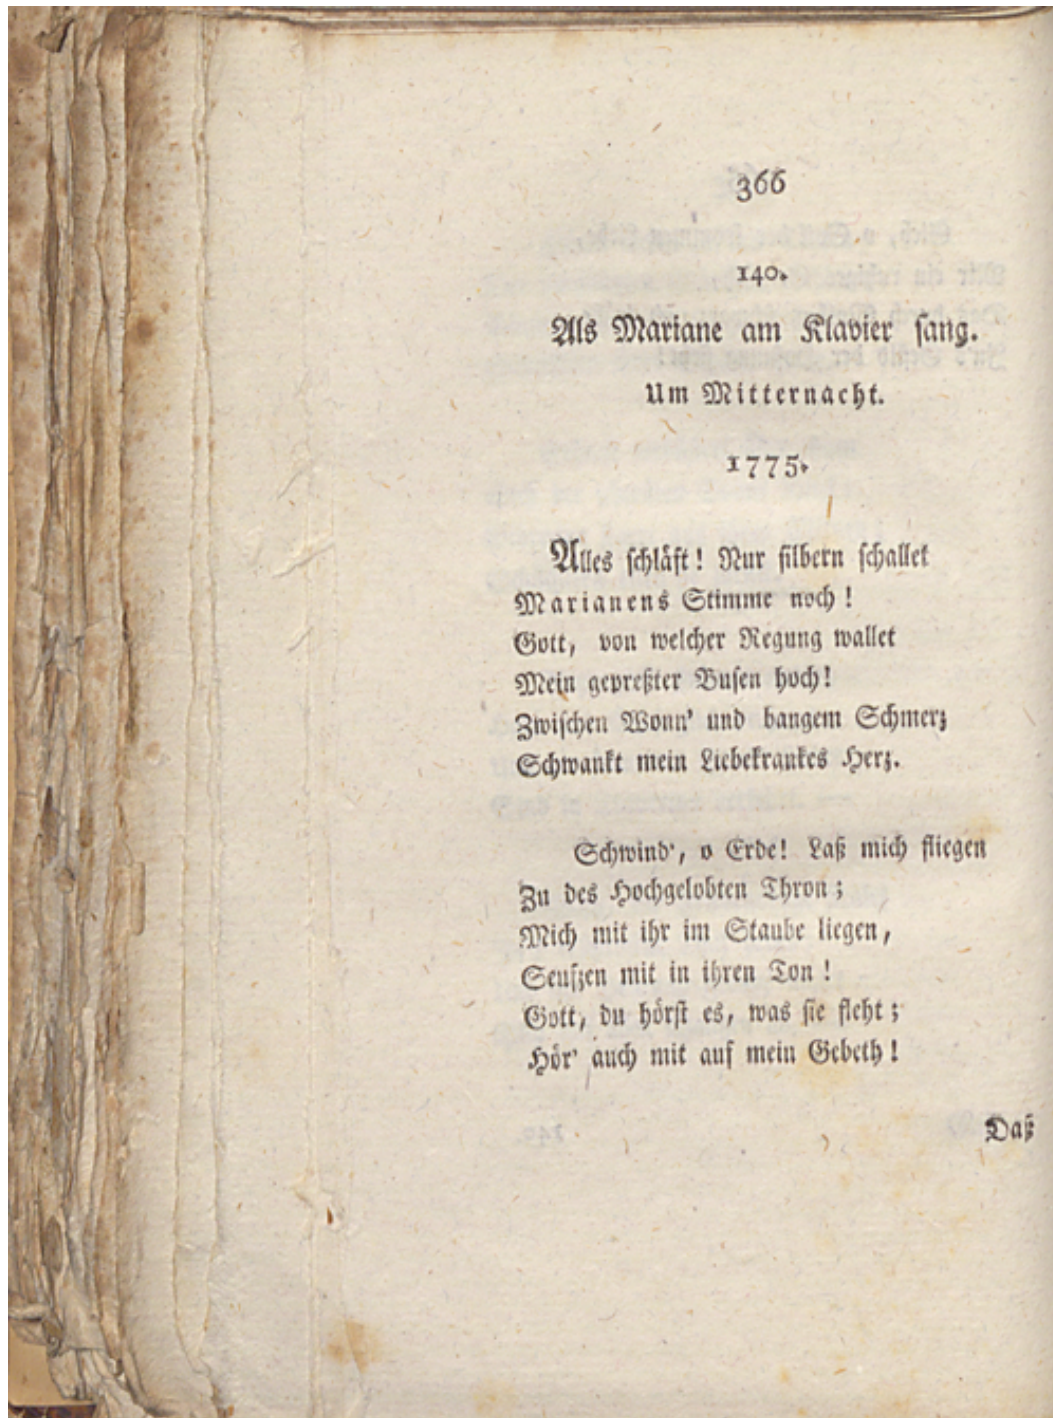 366
140.
Als Mariane am Klavier sang.
Um Mitternacht.
1775.
Alles schläft! Nur silbern schallet
Marianens Stimme noch!
Gott, von welcher Regung wallet
Mein gepreßter Busen hoch!
Zwischen Wonn' und bangem Schmerz
Schwankt mein Liebekrankes Herz.
Schwind', o Erde! Laß mich fliegen
Zu des Hochgelobten Thron;
Mich mit ihr im Staube liegen,
Seufzen mit in ihren Ton!
Gott, du hörst es, was sie fleht;
Hör' auch mit auf mein Gebeth!
Daß